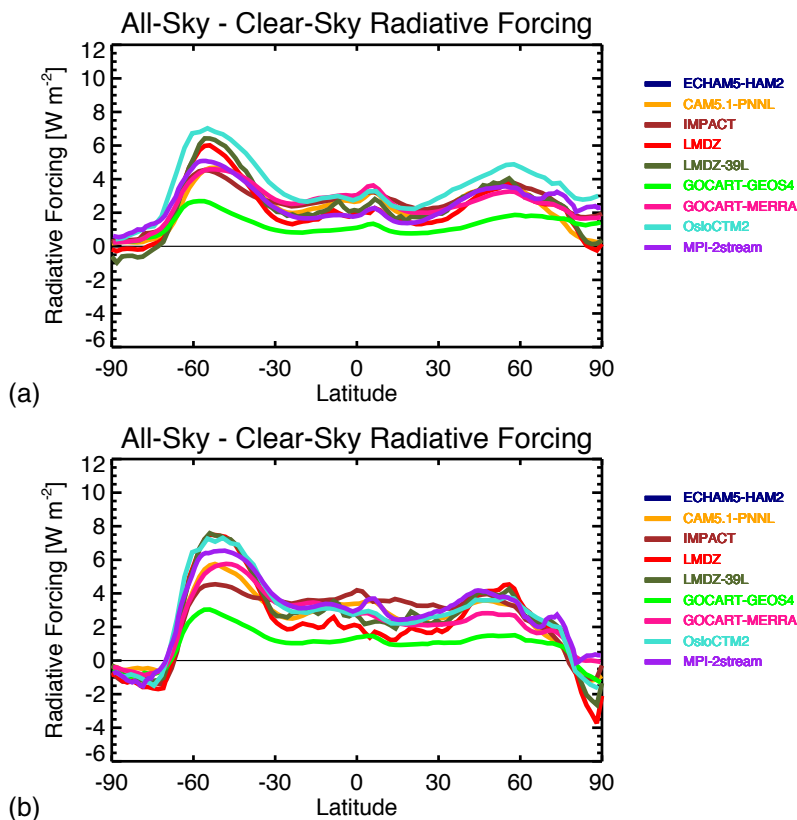 All-Sky - Clear-Sky Radiative Forcing
Radiative Forcing [W m-2]
12
10
8
6
4
2
0
-2
-4
-6
-90 -60 -30 0 30 60 90
Latitude
(a)
ECHAM5-HAM2
CAM5.1-PNNL
IMPACT
LMDZ
LMDZ-39L
GOCART-GEOS4
GOCART-MERRA
OsloCTM2
MPI-2stream
All-Sky - Clear-Sky Radiative Forcing
Radiative Forcing [W m-2]
12
10
8
6
4
2
0
-2
-4
-6
-90 -60 -30 0 30 60 90
Latitude
(b)
ECHAM5-HAM2
CAM5.1-PNNL
IMPACT
LMDZ
LMDZ-39L
GOCART-GEOS4
GOCART-MERRA
OsloCTM2
MPI-2stream